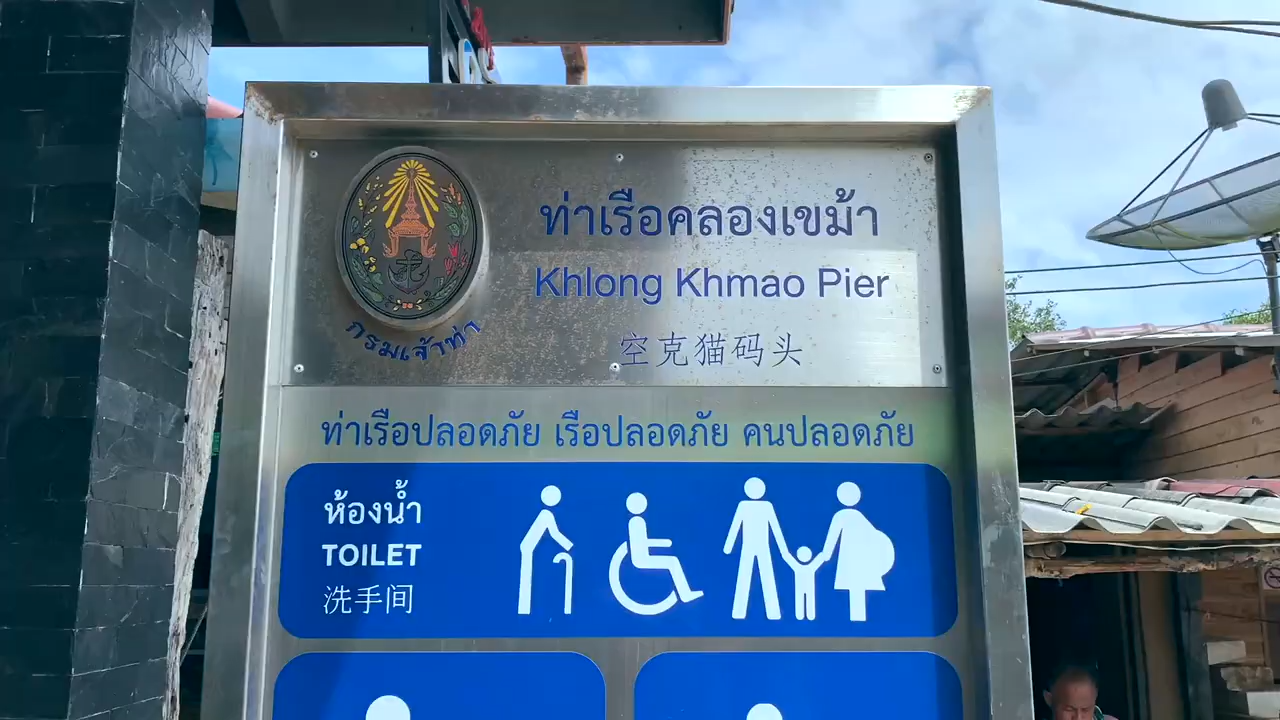 ท่าเรือคลองเขม้า
Khlong Khmao Pier
空克猫码头
กรมเจ้าท่า
ท่าเรือปลอดภัย เรือปลอดภัย คนปลอดภัย
ห้องน้ำ
TOILET
洗手间